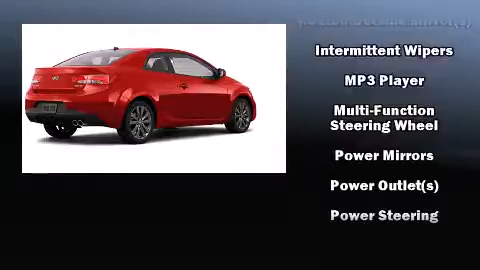 Intermittent Wipers
MP3 Player
Multi-Function
Steering Wheel
Power Mirrors
Power Outlet(s)
Power Steering